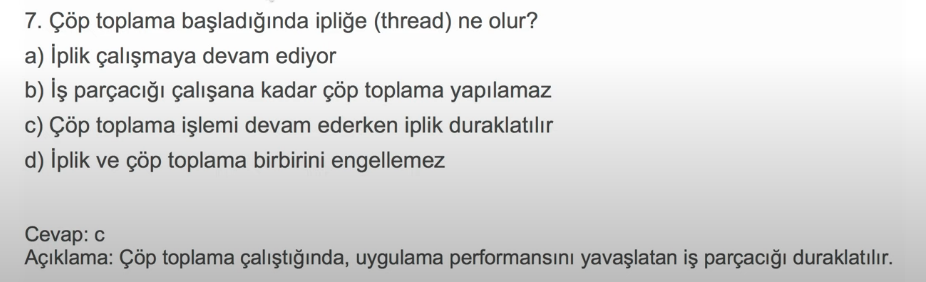 7. Çöp toplama başladığında ipliğe (thread) ne olur?
a) İplik çalışmaya devam ediyor
b) İş parçacığı çalışana kadar çöp toplama yapılamaz
c) Çöp toplama işlemi devam ederken iplik duraklatılır
d) İplik ve çöp toplama birbirini engellemez
Cevap: c
Açıklama: Çöp toplama çalıştığında, uygulama performansını yavaşlatan iş parçacığı duraklatılır.